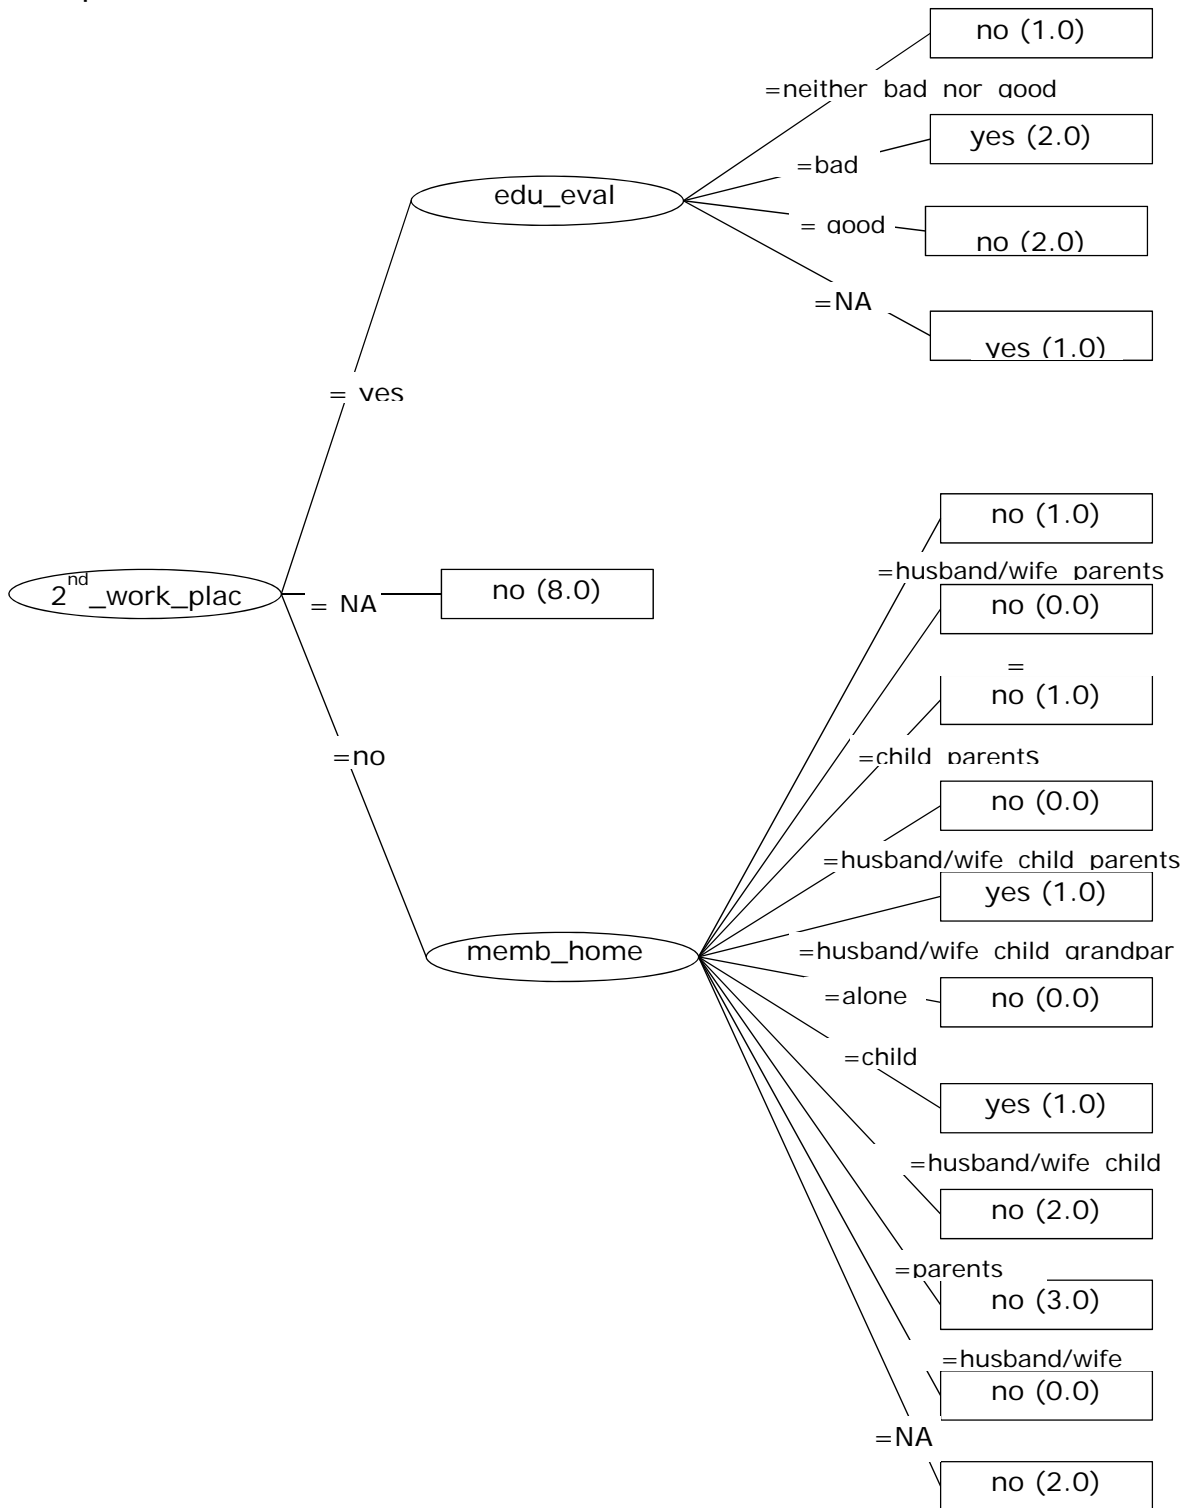 no (1.0)
=neither bad nor good
yes (2.0)
=bad
edu_eval
= good
no (2.0)
=NA
yes (1.0)
= yes
no (1.0)
=husband/wife parents
2nd_work_plac
= NA
no (8.0)
no (0.0)
=
no (1.0)
=no
=child parents
no (0.0)
=husband/wife child parents
yes (1.0)
memb_home
=husband/wife child grandpar
=alone
no (0.0)
=child
yes (1.0)
=husband/wife child
no (2.0)
=parents
no (3.0)
=husband/wife
no (0.0)
=NA
no (2.0)